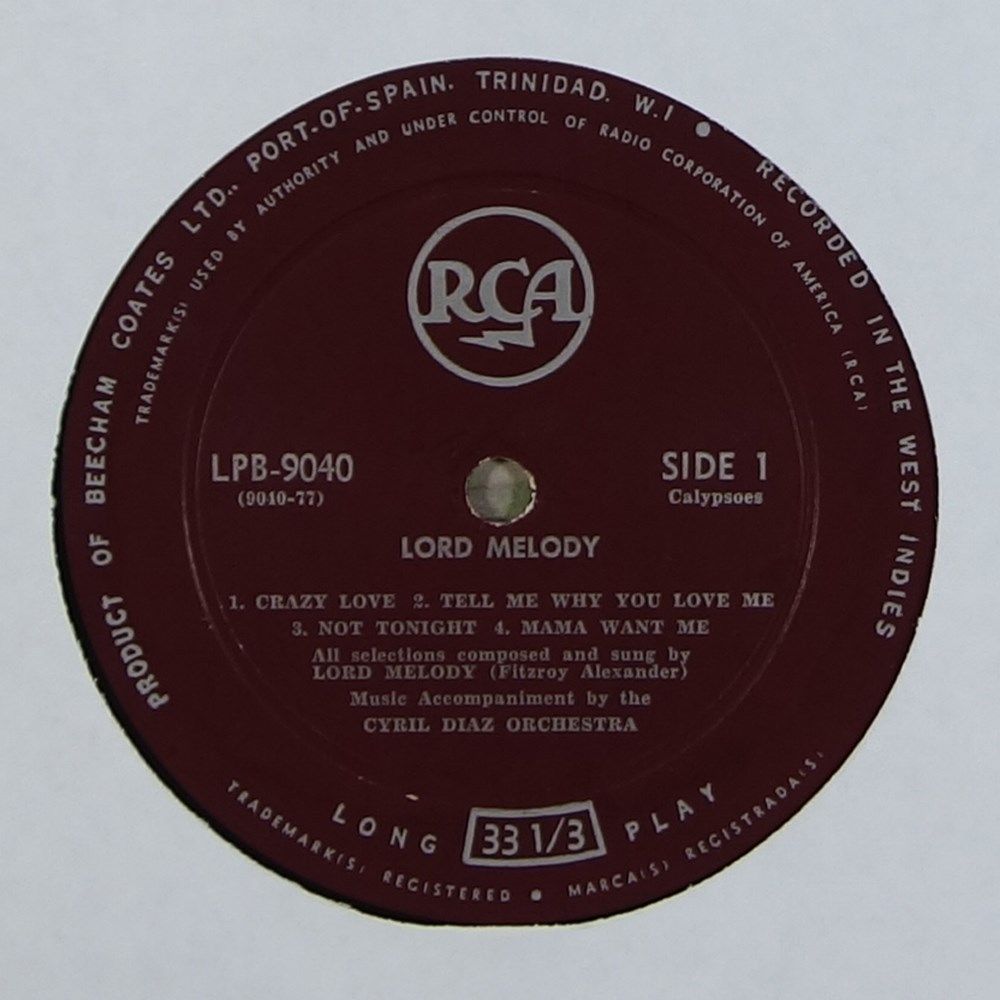 PRODUCT OF BEECHAM COATES LTD., PORT-OF-SPAIN. TRINIDAD. W.I • RECORDED IN THE WEST INDIES
TRADEMARK(S) USED BY AUTHORITY AND UNDER CONTROL OF RADIO CORPORATION OF AMERICA (RCA)
RCA
LPB-9040
(9040-77)
SIDE 1
Calypsoes
LORD MELODY
1. CRAZY LOVE 2. TELL ME WHY YOU LOVE ME
3. NOT TONIGHT 4. MAMA WANT ME
All selections composed and sung by
LORD MELODY (Fitzroy Alexander)
Music Accompaniment by the
CYRIL DIAZ ORCHESTRA
LONG 33 1/3 PLAY
TRADEMARK(S) REGISTERED • MARCA(S) REGISTRADA(S)